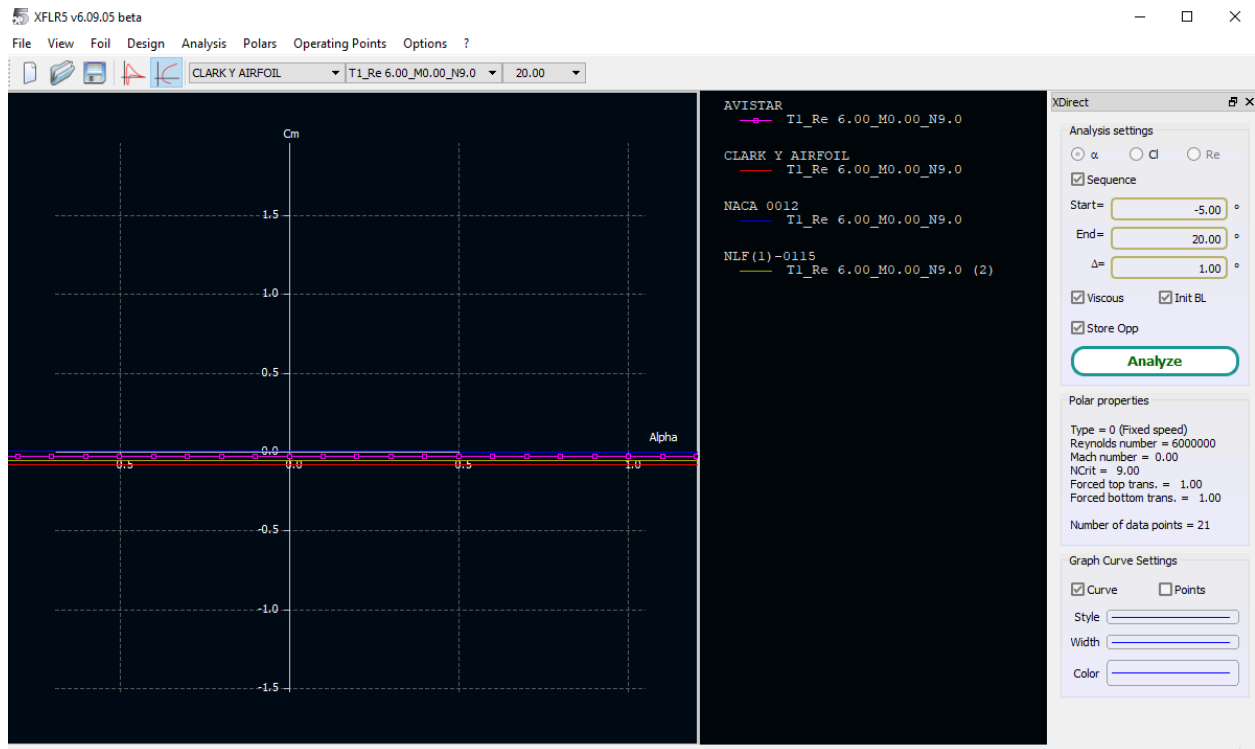 XFLR5 v6.09.05 beta
File View Foil Design Analysis Polars Operating Points Options ?
CLARK Y AIRFOIL T1_Re 6.00_M0.00_N9.0 20.00
Cm
1.5
1.0
0.5
Alpha
0.0
0.5 0.0 0.5 1.0
-0.5
-1.0
-1.5
AVISTAR
T1_Re 6.00_M0.00_N9.0
CLARK Y AIRFOIL
T1_Re 6.00_M0.00_N9.0
NACA 0012
T1_Re 6.00_M0.00_N9.0
NLF(1)-0115
T1_Re 6.00_M0.00_N9.0 (2)
XDirect
Analysis settings
α Cl Re
Sequence
Start= -5.00 °
End= 20.00 °
Δ= 1.00 °
Viscous Init BL
Store Opp
Analyze
Polar properties
Type = 0 (Fixed speed)
Reynolds number = 6000000
Mach number = 0.00
NCrit = 9.00
Forced top trans. = 1.00
Forced bottom trans. = 1.00
Number of data points = 21
Graph Curve Settings
Curve Points
Style
Width
Color